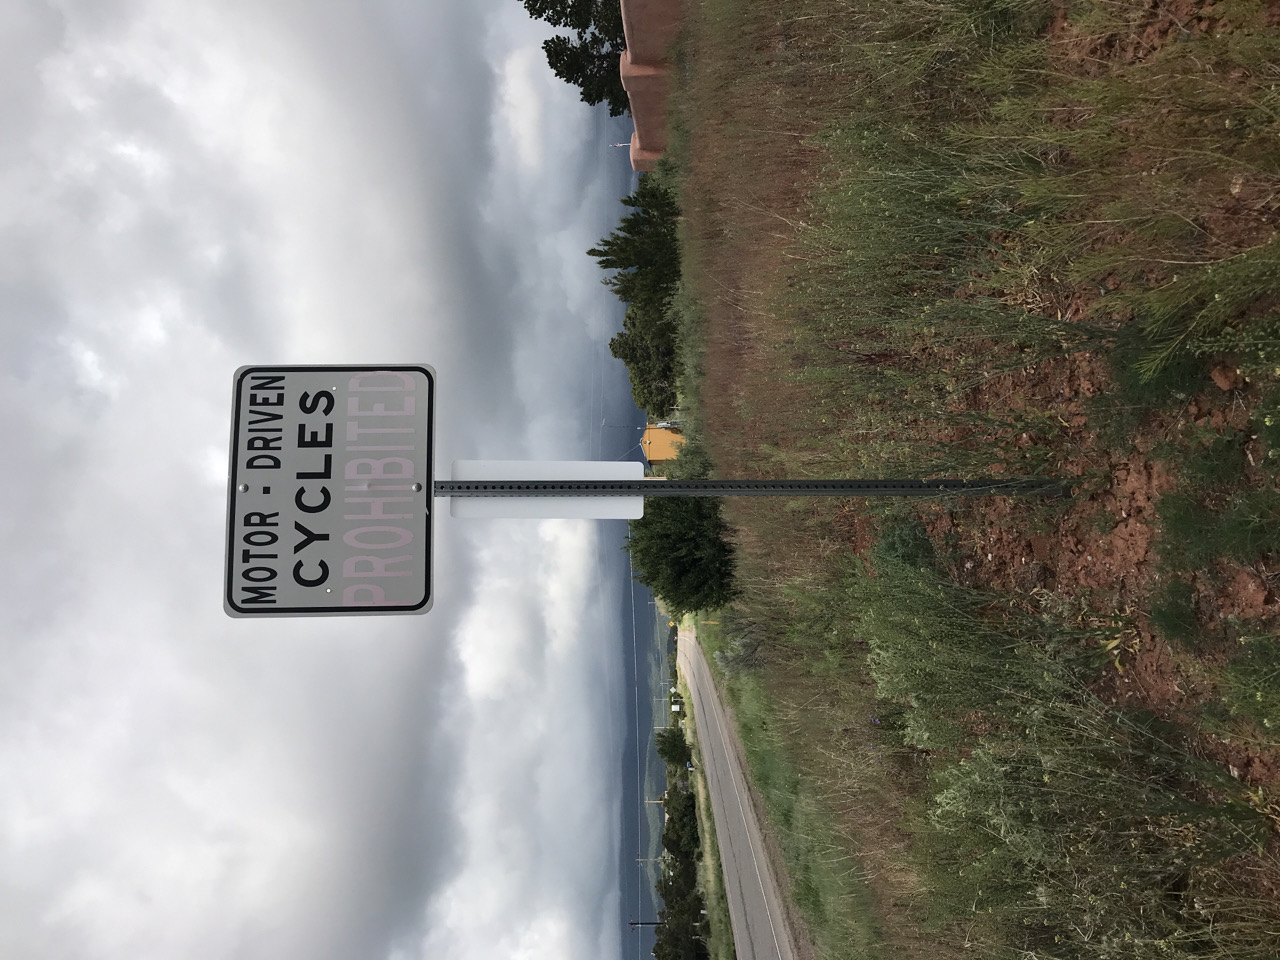 MOTOR - DRIVEN
CYCLES
PROHIBITED